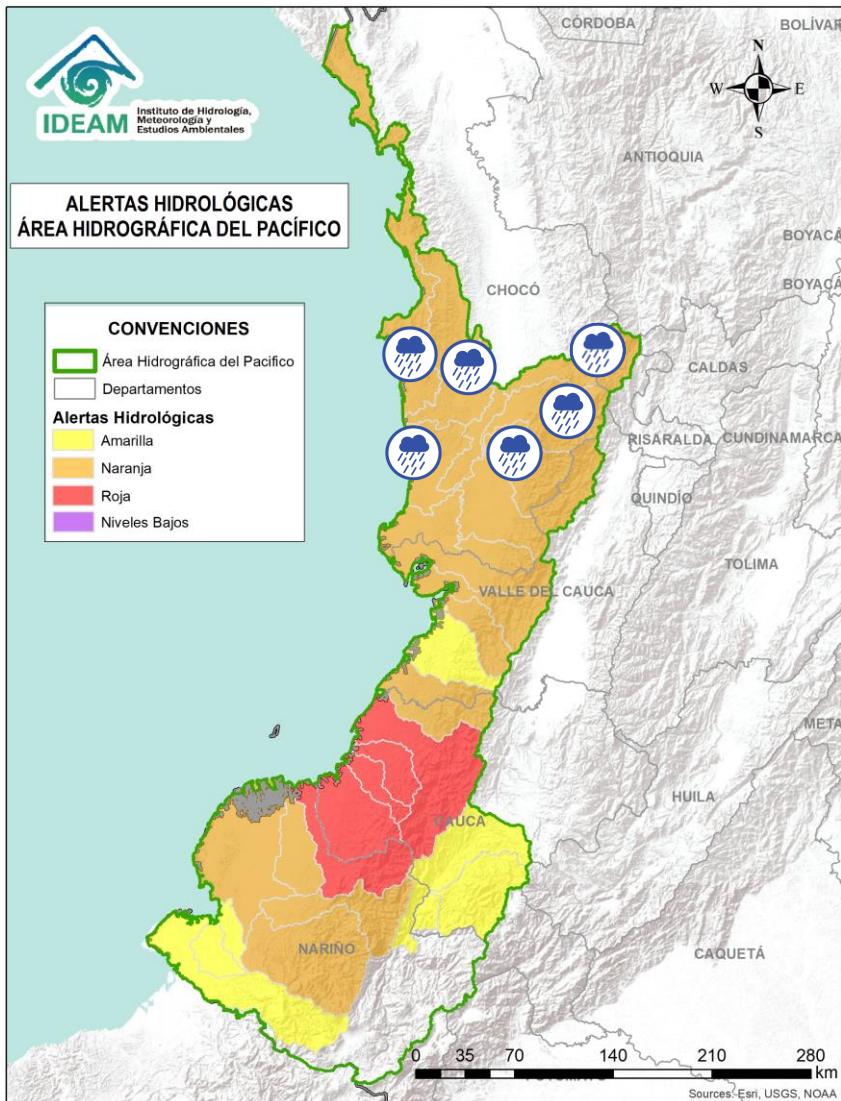 CÓRDOBA
BOLÍVAR
N
W E
S
IDEAM
Instituto de Hidrología,
Meteorología y
Estudios Ambientales
ANTIOQUIA
ALERTAS HIDROLÓGICAS
ÁREA HIDROGRÁFICA DEL PACÍFICO
BOYACÁ
BOYACÁ
CHOCÓ
CONVENCIONES
Área Hidrográfica del Pacifico
Departamentos
Alertas Hidrológicas
Amarilla
Naranja
Roja
Niveles Bajos
CALDAS
RISARALDA
CUNDINAMARCA
QUINDÍO
TOLIMA
VALLE DEL CAUCA
META
HUILA
CAUCA
NARIÑO
CAQUETÁ
0 35 70 140 210 280
km
Sources: Esri, USGS, NOAA